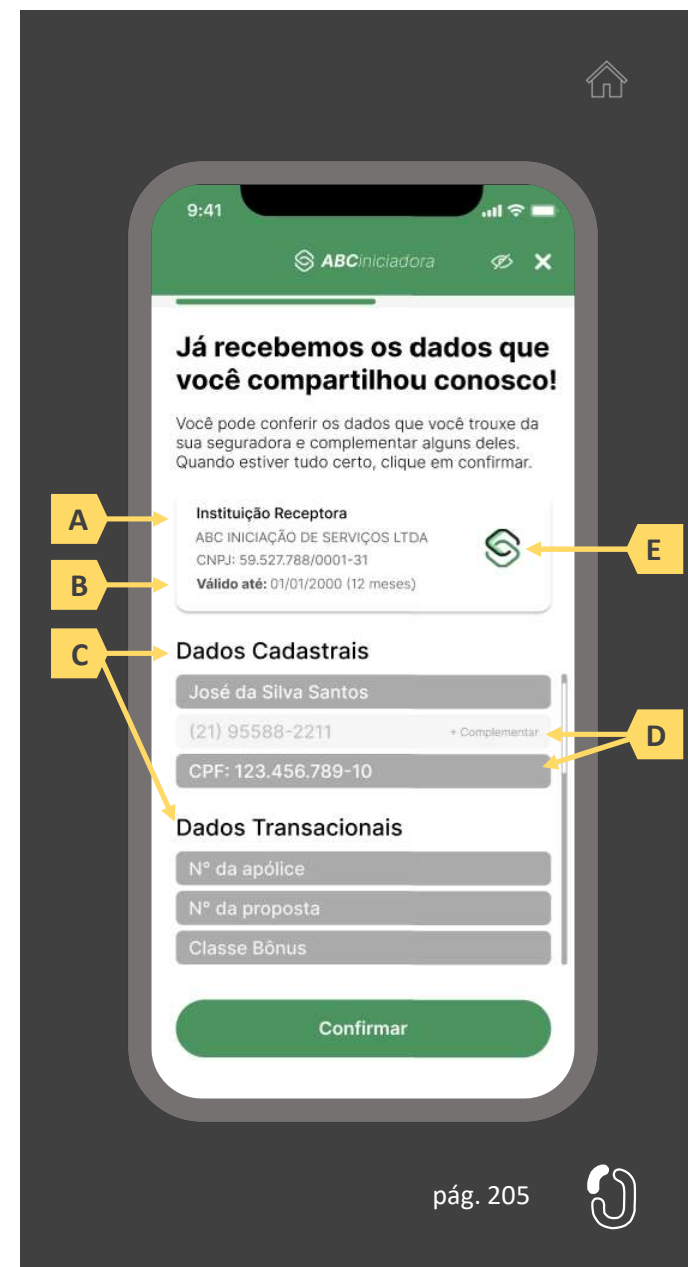 9:41
ABCiniciadora
Já recebemos os dados que
você compartilhou conosco!
Você pode conferir os dados que você trouxe da
sua seguradora e complementar alguns deles.
Quando estiver tudo certo, clique em confirmar.
A
Instituição Receptora
ABC INICIAÇÃO DE SERVIÇOS LTDA
E
CNPJ: 59.527.788/0001-31
B
Válido até: 01/01/2000 (12 meses)
C
Dados Cadastrais
José da Silva Santos
(21) 95588-2211 + Complementar
D
CPF: 123.456.789-10
Dados Transacionais
Nº da apólice
Nº da proposta
Classe Bônus
Confirmar
pág. 205